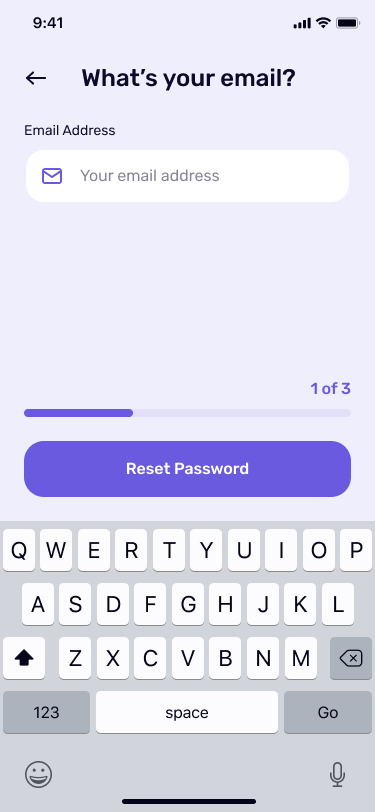 9:41
What's your email?
Email Address
Your email address
1 of 3
Reset Password
Q W E R T Y U I O P
A S D F G H J K L
Z X C V B N M
123 space Go